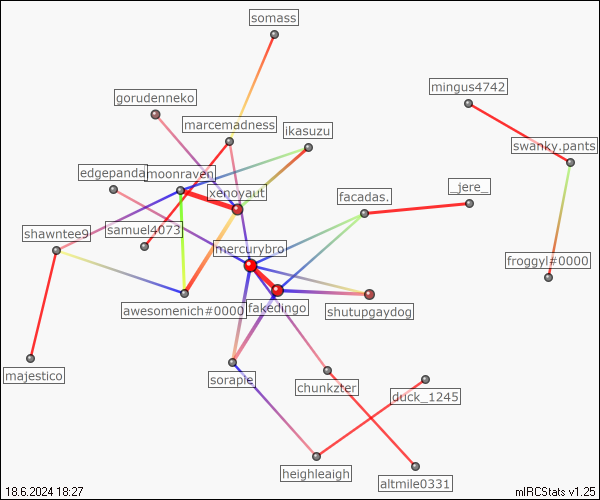 somass
mingus4742
gorudenneko
marcemadness
ikasuzu
swanky.pants
edgepanda
moonraven
xenoyaut
facadas.
_jere_
shawntee9
samuel4073
mercurybro
froggyl#0000
awesomenich#0000
fakedingo
shutupgaydog
majestico
sorapie
chunkzter
duck_1245
heighleaigh
altmile0331
18.6.2024 18:27
mIRCStats v1.25